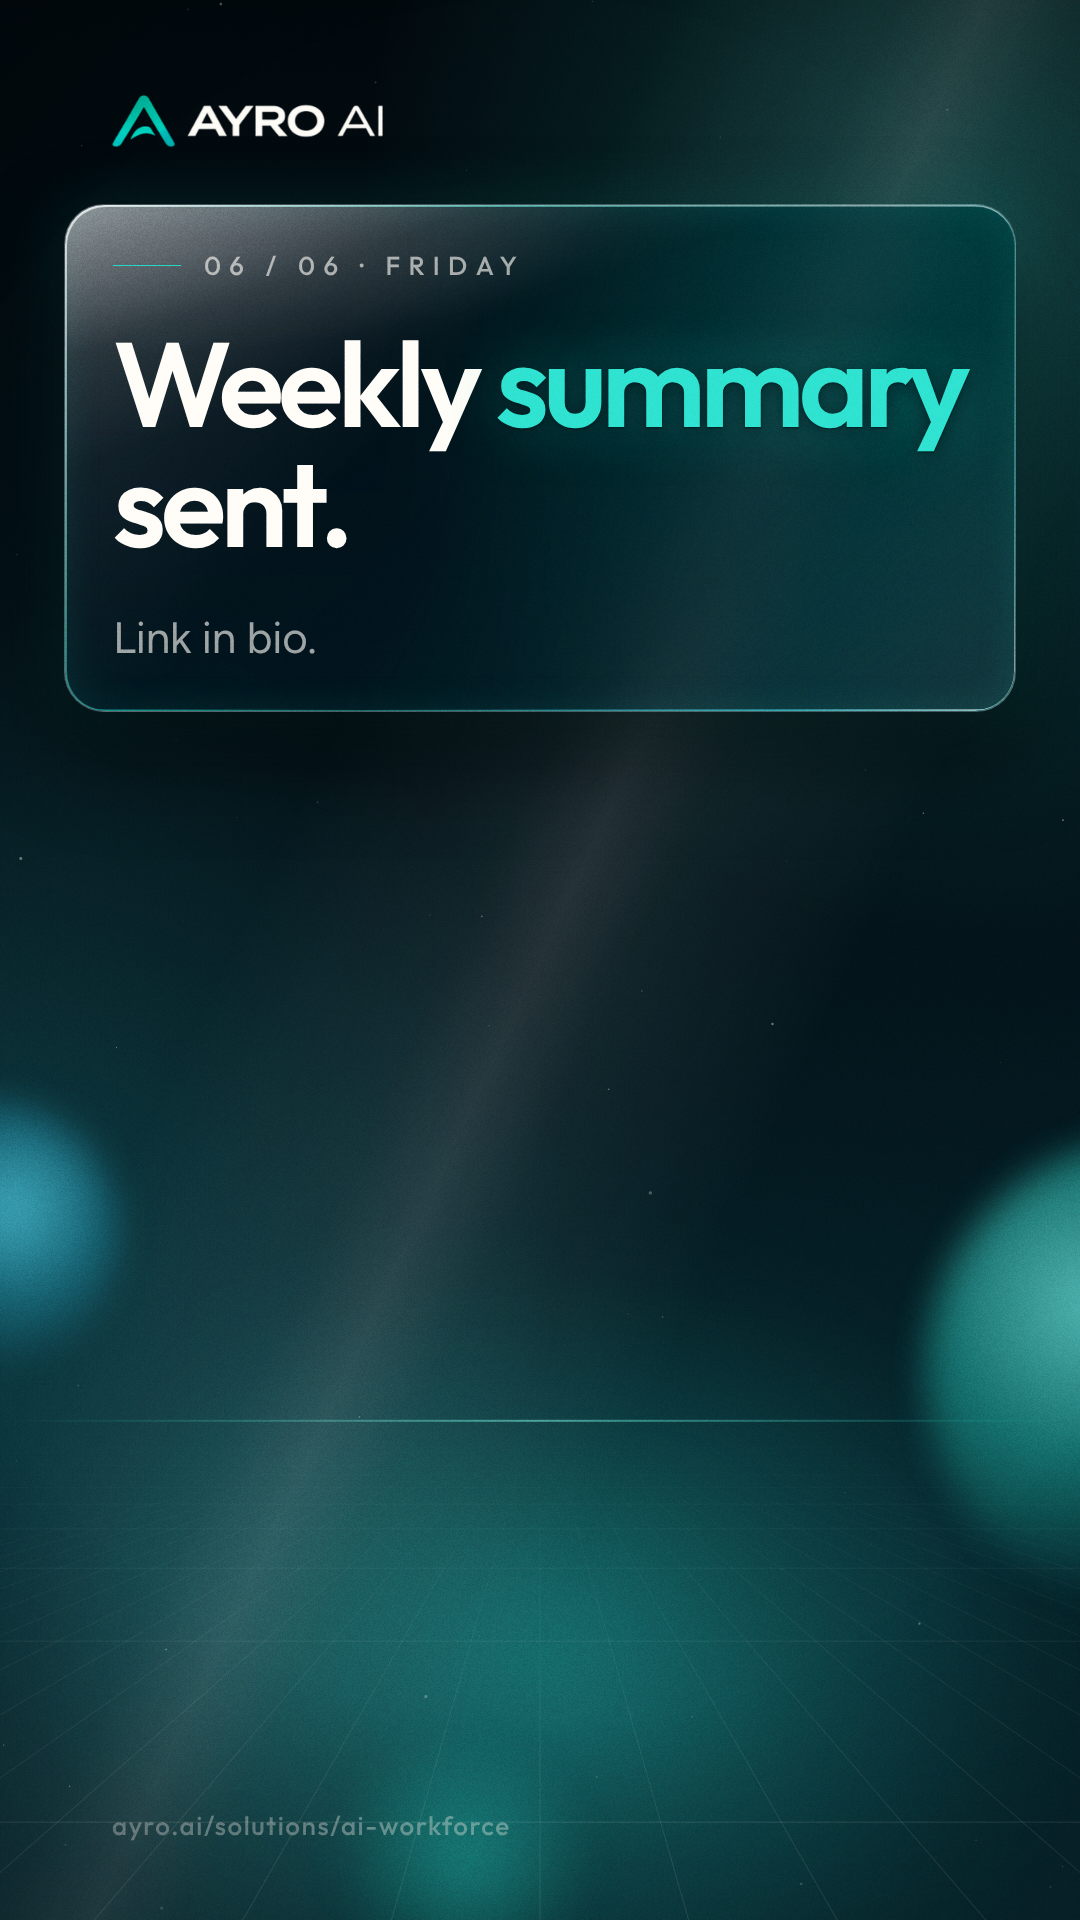 AYRO AI
06 / 06 · FRIDAY
Weekly summary
sent.
Link in bio.
ayro.ai/solutions/ai-workforce